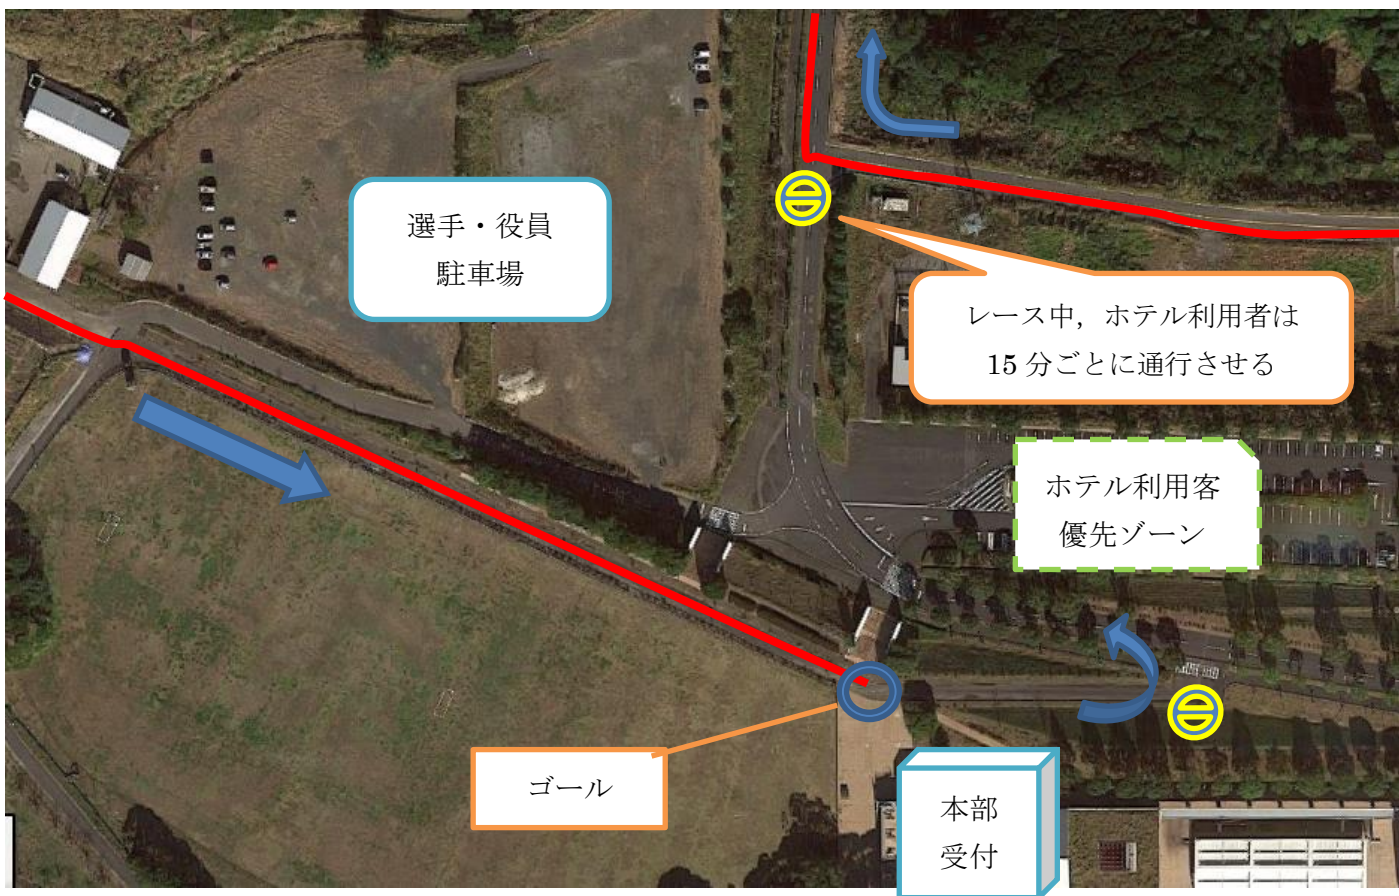 選手・役員
駐車場
レース中，ホテル利用者は
15 分ごとに通行させる
ホテル利用客
優先ゾーン
ゴール
本部
受付